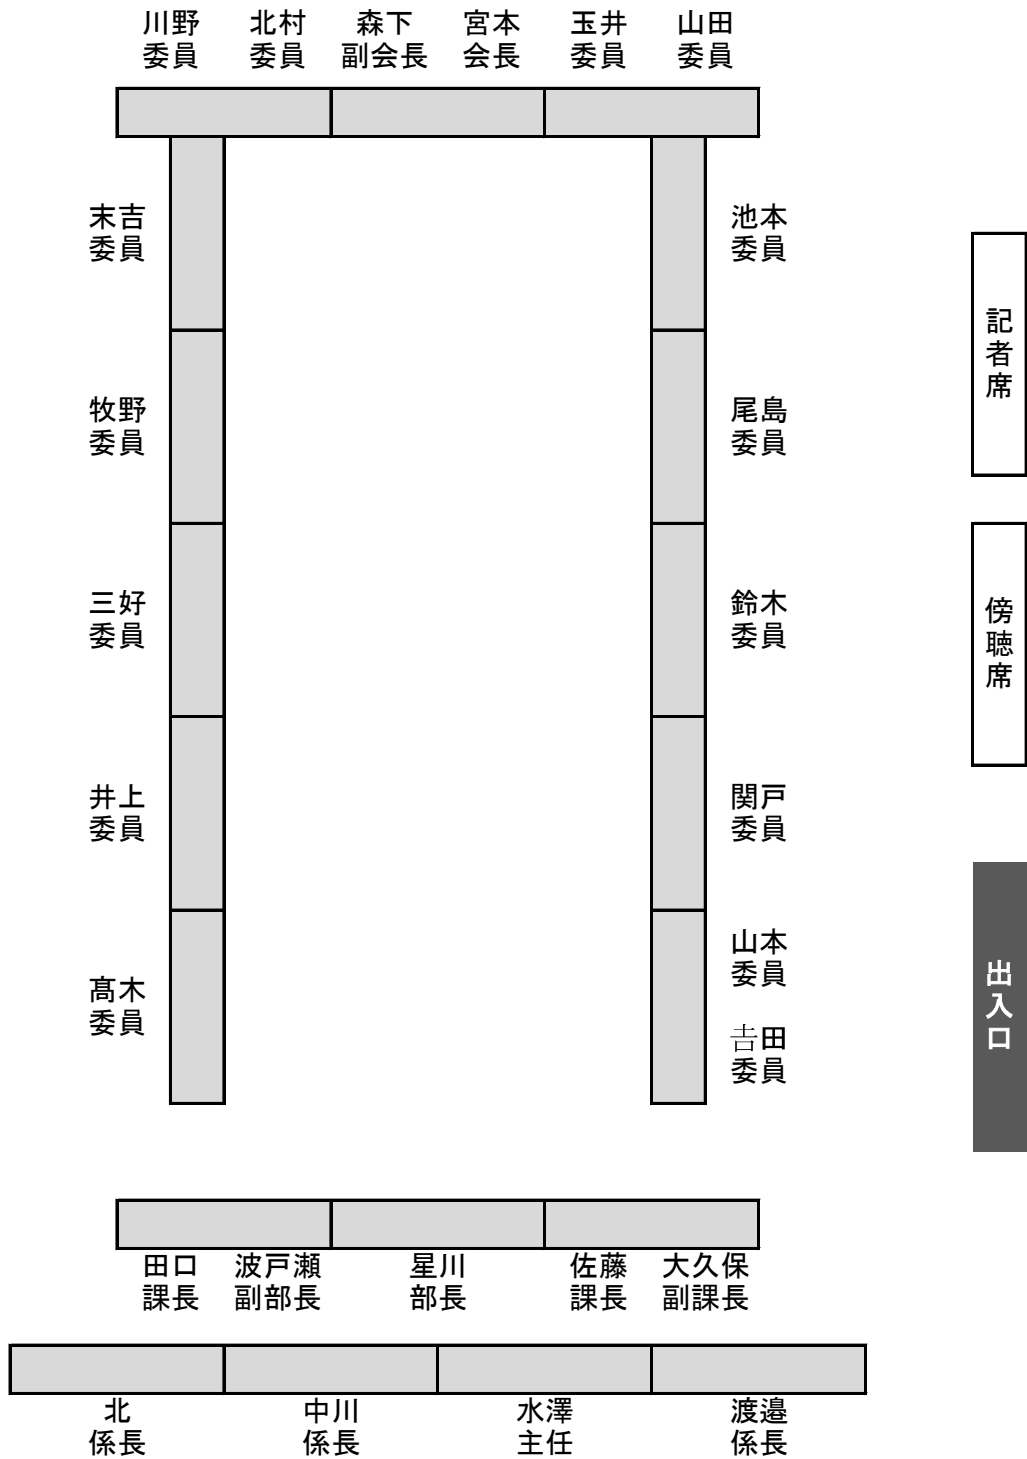 川野
委員
北村
委員
森下
副会長
宮本
会長
玉井
委員
山田
委員
末吉
委員
池本
委員
牧野
委員
尾島
委員
記者席
三好
委員
鈴木
委員
傍聴席
井上
委員
関戸
委員
髙木
委員
山本
委員
𠮷田
委員
出入口
田口
課長
波戸瀬
副部長
星川
部長
佐藤
課長
大久保
副課長
北
係長
中川
係長
水澤
主任
渡邉
係長